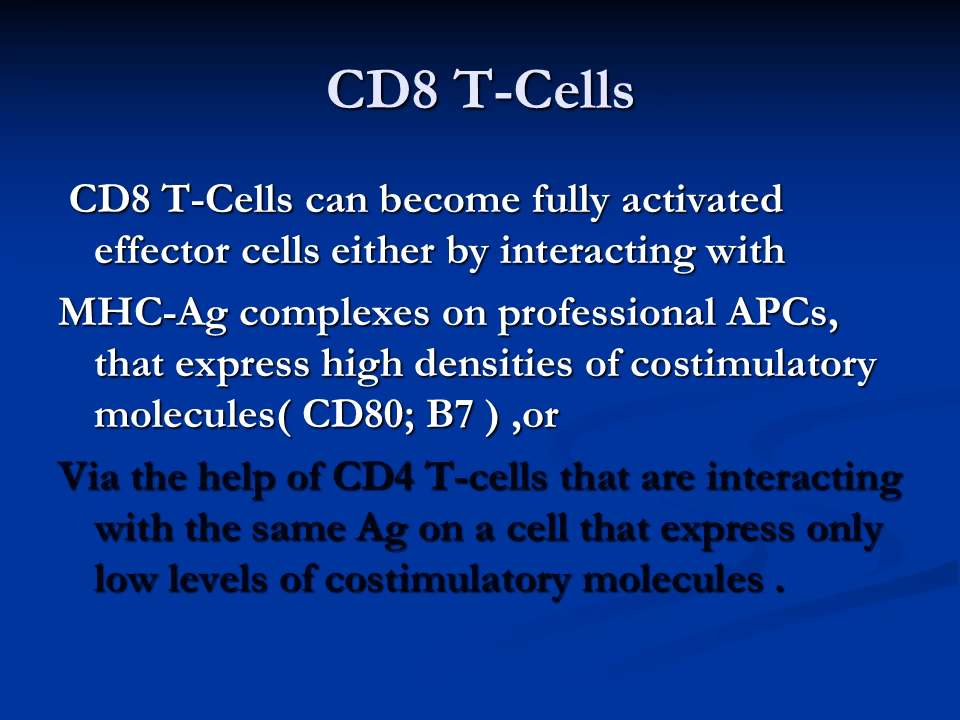 CD8 T-Cells
CD8 T-Cells can become fully activated
effector cells either by interacting with
MHC-Ag complexes on professional APCs,
that express high densities of costimulatory
molecules( CD80; B7 ) ,or
Via the help of CD4 T-cells that are interacting
with the same Ag on a cell that express only
low levels of costimulatory molecules .